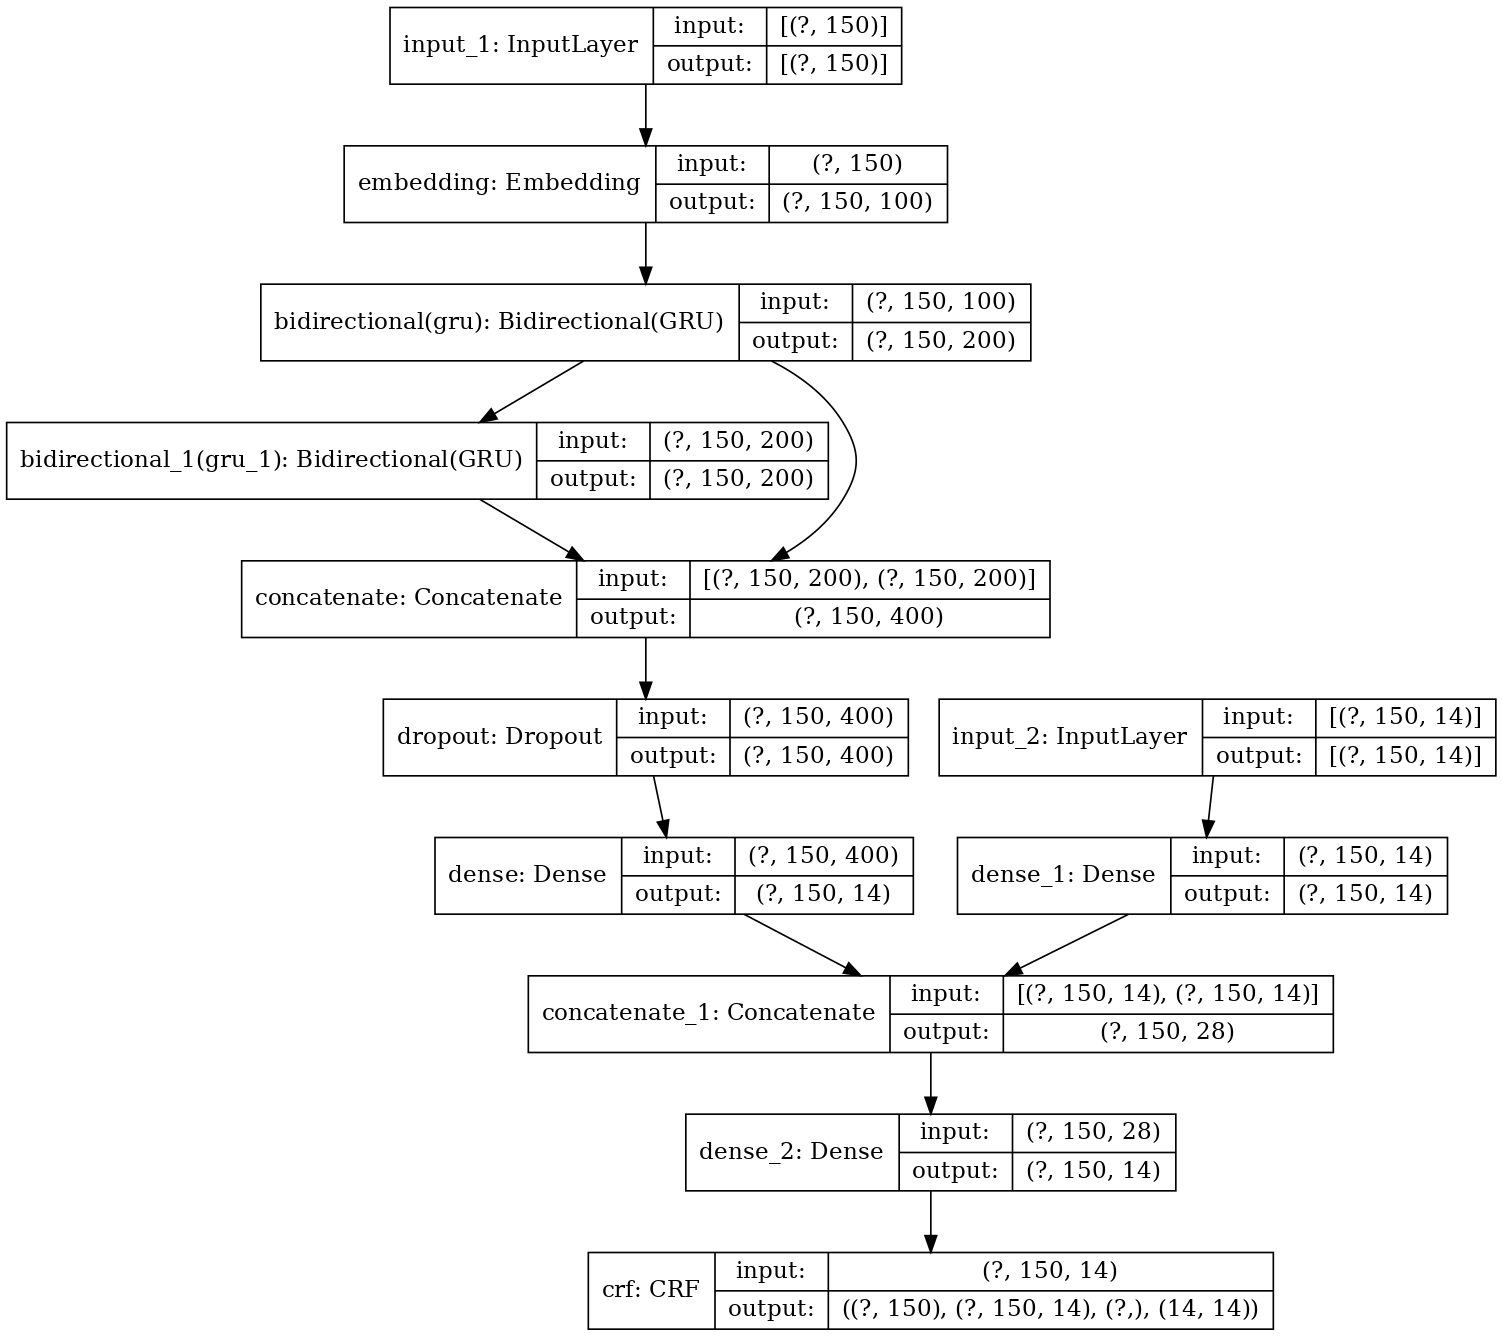 input_1: InputLayer
input: [(?, 150)]
output: [(?, 150)]
embedding: Embedding
input: (?, 150)
output: (?, 150, 100)
bidirectional(gru): Bidirectional(GRU)
input: (?, 150, 100)
output: (?, 150, 200)
bidirectional_1(gru_1): Bidirectional(GRU)
input: (?, 150, 200)
output: (?, 150, 200)
concatenate: Concatenate
input: [(?, 150, 200), (?, 150, 200)]
output: (?, 150, 400)
dropout: Dropout
input: (?, 150, 400)
output: (?, 150, 400)
input_2: InputLayer
input: [(?, 150, 14)]
output: [(?, 150, 14)]
dense: Dense
input: (?, 150, 400)
output: (?, 150, 14)
dense_1: Dense
input: (?, 150, 14)
output: (?, 150, 14)
concatenate_1: Concatenate
input: [(?, 150, 14), (?, 150, 14)]
output: (?, 150, 28)
dense_2: Dense
input: (?, 150, 28)
output: (?, 150, 14)
crf: CRF
input: (?, 150, 14)
output: ((?, 150), (?, 150, 14), (?,), (14, 14))